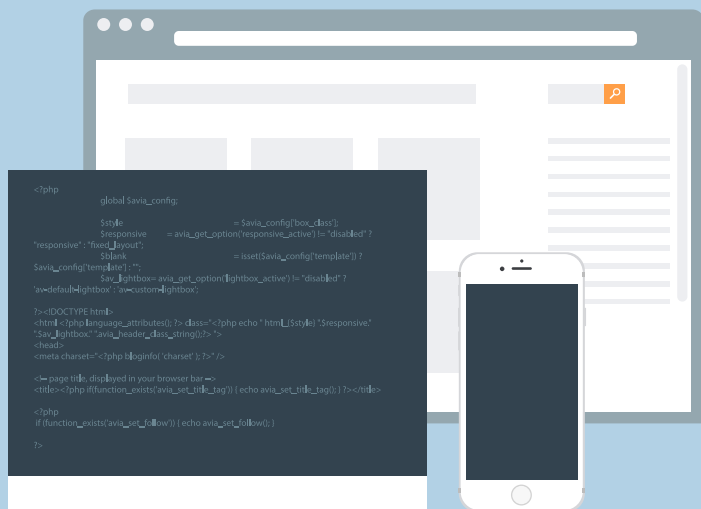 <?php
global $avia_config;
$style = $avia_config['box_class'];
$responsive = avia_get_option('responsive_active') != "disabled" ?
"responsive" : "fixed_layout";
$blank = isset($avia_config['template']) ?
$avia_config['template'] : "";
$av_lightbox= avia_get_option('lightbox_active') != "disabled" ?
'av-default-lightbox' : 'av-custom-lightbox';
?><!DOCTYPE html>
<html <?php language_attributes(); ?> class="<?php echo " html_{$style} ".$responsive."
".$av_lightbox." ".avia_header_class_string();?> ">
<head>
<meta charset="<?php bloginfo( 'charset' ); ?>" />
<!-- page title, displayed in your browser bar -->
<title><?php if(function_exists('avia_set_title_tag')) { echo avia_set_title_tag(); } ?></title>
<?php
if (function_exists('avia_set_follow')) { echo avia_set_follow(); }
?>